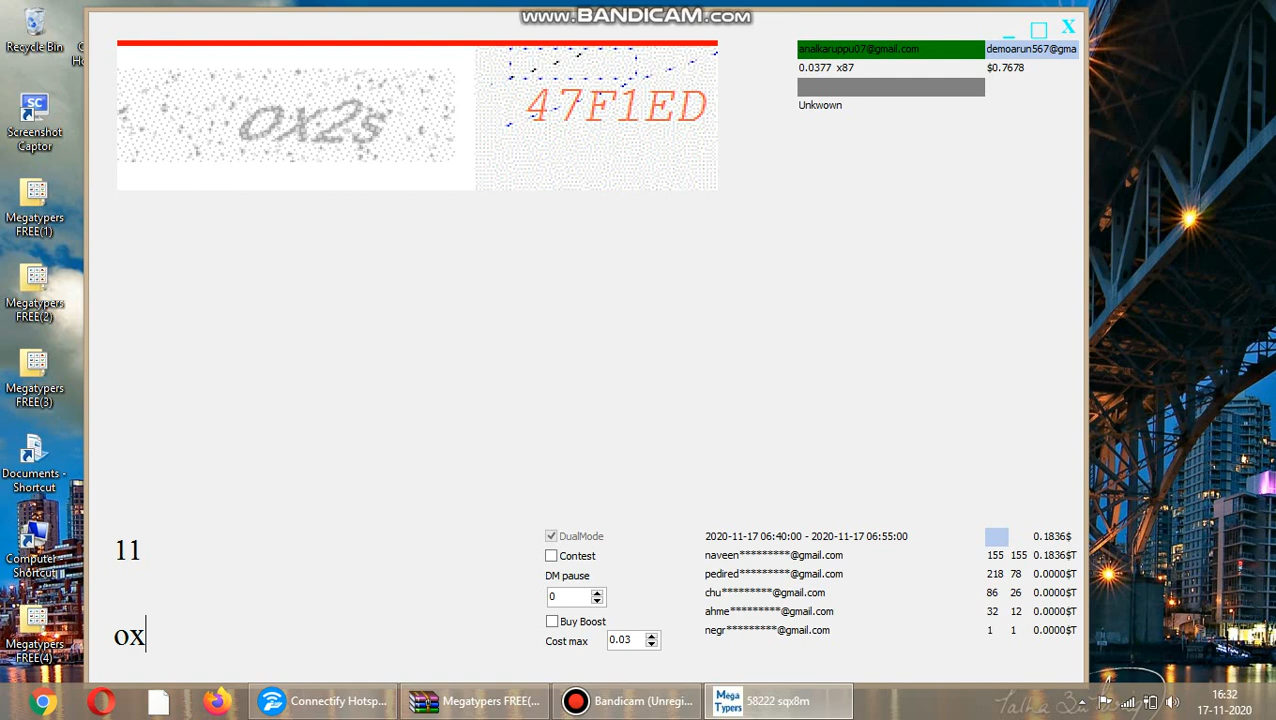 www.BANDICAM.com
Recycle Bin
Screenshot
Captor
Megatypers
FREE(1)
Megatypers
FREE(2)
Megatypers
FREE(3)
Documents -
Shortcut
Computer -
Shortcut
Megatypers
FREE(4)
ox2s
47F1ED
X
analkaruppu07@gmail.com
demoarun567@gma
0.0377 x87
$0.7678
Unkwown
11
ox
DualMode
Contest
DM pause
0
Buy Boost
Cost max
0.03
2020-11-17 06:40:00 - 2020-11-17 06:55:00 0.1836$
naveen*********@gmail.com 155 155 0.1836$T
pedired*********@gmail.com 218 78 0.0000$T
chu*********@gmail.com 86 26 0.0000$T
ahme*********@gmail.com 32 12 0.0000$T
negr*********@gmail.com 1 1 0.0000$T
Connectify Hotsp...
Megatypers FREE(...
Bandicam (Unregi...
Mega
Typers
58222 sqx8m
16:32
17-11-2020